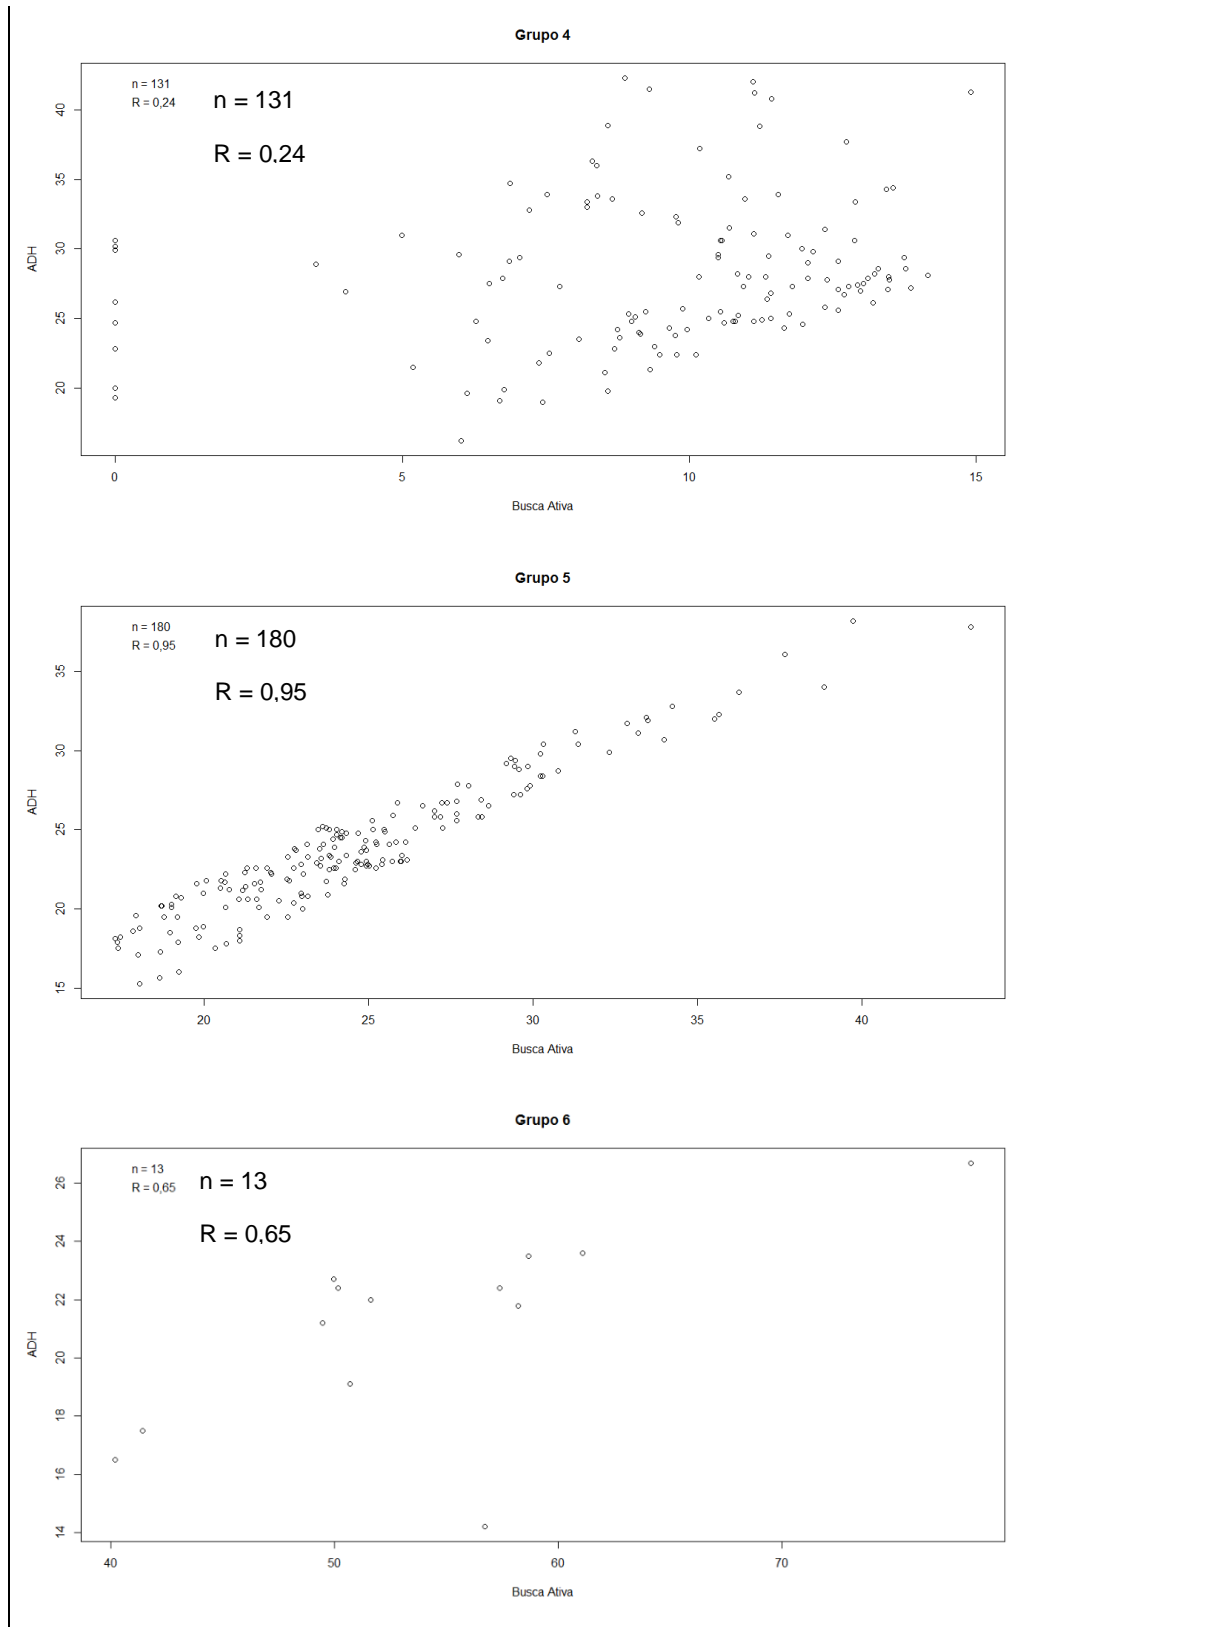 Grupo 4
n = 131
R = 0,24
n = 131
R = 0,24
ADH
40
35
30
25
20
0 5 10 15
Busca Ativa
Grupo 5
n = 180
R = 0,95
n = 180
R = 0,95
ADH
35
30
25
20
15
20 25 30 35 40
Busca Ativa
Grupo 6
n = 13
R = 0,65
n = 13
R = 0,65
ADH
26
24
22
20
18
16
14
40 50 60 70
Busca Ativa